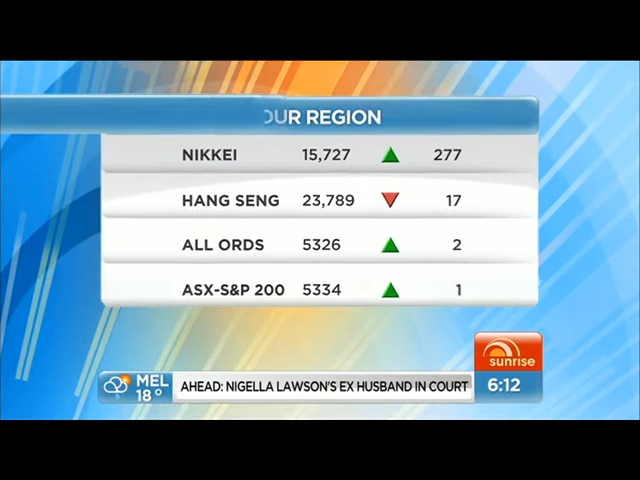 OUR REGION
NIKKEI 15,727 277
HANG SENG 23,789 17
ALL ORDS 5326 2
ASX-S&P 200 5334 1
sunrise
MEL
18°
AHEAD: NIGELLA LAWSON'S EX HUSBAND IN COURT
6:12